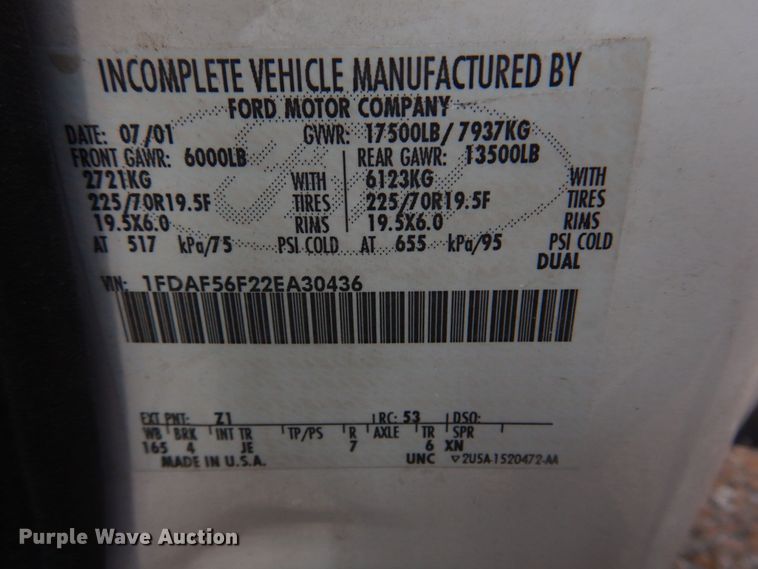 INCOMPLETE VEHICLE MANUFACTURED BY
FORD MOTOR COMPANY
DATE: 07/01 GVWR: 17500LB/ 7937KG
FRONT GAWR: 6000LB REAR GAWR: 13500LB
2721KG WITH 6123KG WITH
225/70R19.5F TIRES 225/70R19.5F TIRES
19.5X6.0 RIMS 19.5X6.0 RIMS
AT 517 kPa/75 PSI COLD AT 655 kPa/95 PSI COLD
DUAL
VIN: 1FDAF56F22EA30436
EXT PNT: Z1 RC: 53 DSO:
WB BRK INT TR TP/PS R AXLE TR SPR
165 4 JE 7 6 XN
MADE IN U.S.A. UNC ▽2U5A-1520472-AA
Purple Wave Auction